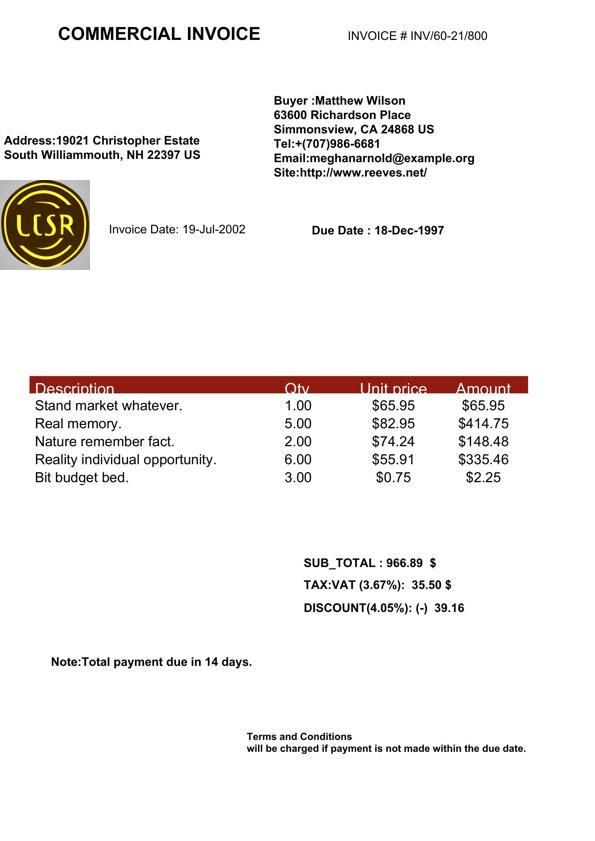 COMMERCIAL INVOICE
INVOICE # INV/60-21/800
Buyer :Matthew Wilson
63600 Richardson Place
Simmonsview, CA 24868 US
Tel:+(707)986-6681
Email:meghanarnold@example.org
Site:http://www.reeves.net/
Address:19021 Christopher Estate
South Williammouth, NH 22397 US
LCSR
Invoice Date: 19-Jul-2002
Due Date : 18-Dec-1997
Description Qty Unit price Amount
Stand market whatever. 1.00 $65.95 $65.95
Real memory. 5.00 $82.95 $414.75
Nature remember fact. 2.00 $74.24 $148.48
Reality individual opportunity. 6.00 $55.91 $335.46
Bit budget bed. 3.00 $0.75 $2.25
SUB_TOTAL : 966.89 $
TAX:VAT (3.67%): 35.50 $
DISCOUNT(4.05%): (-) 39.16
Note:Total payment due in 14 days.
Terms and Conditions
will be charged if payment is not made within the due date.